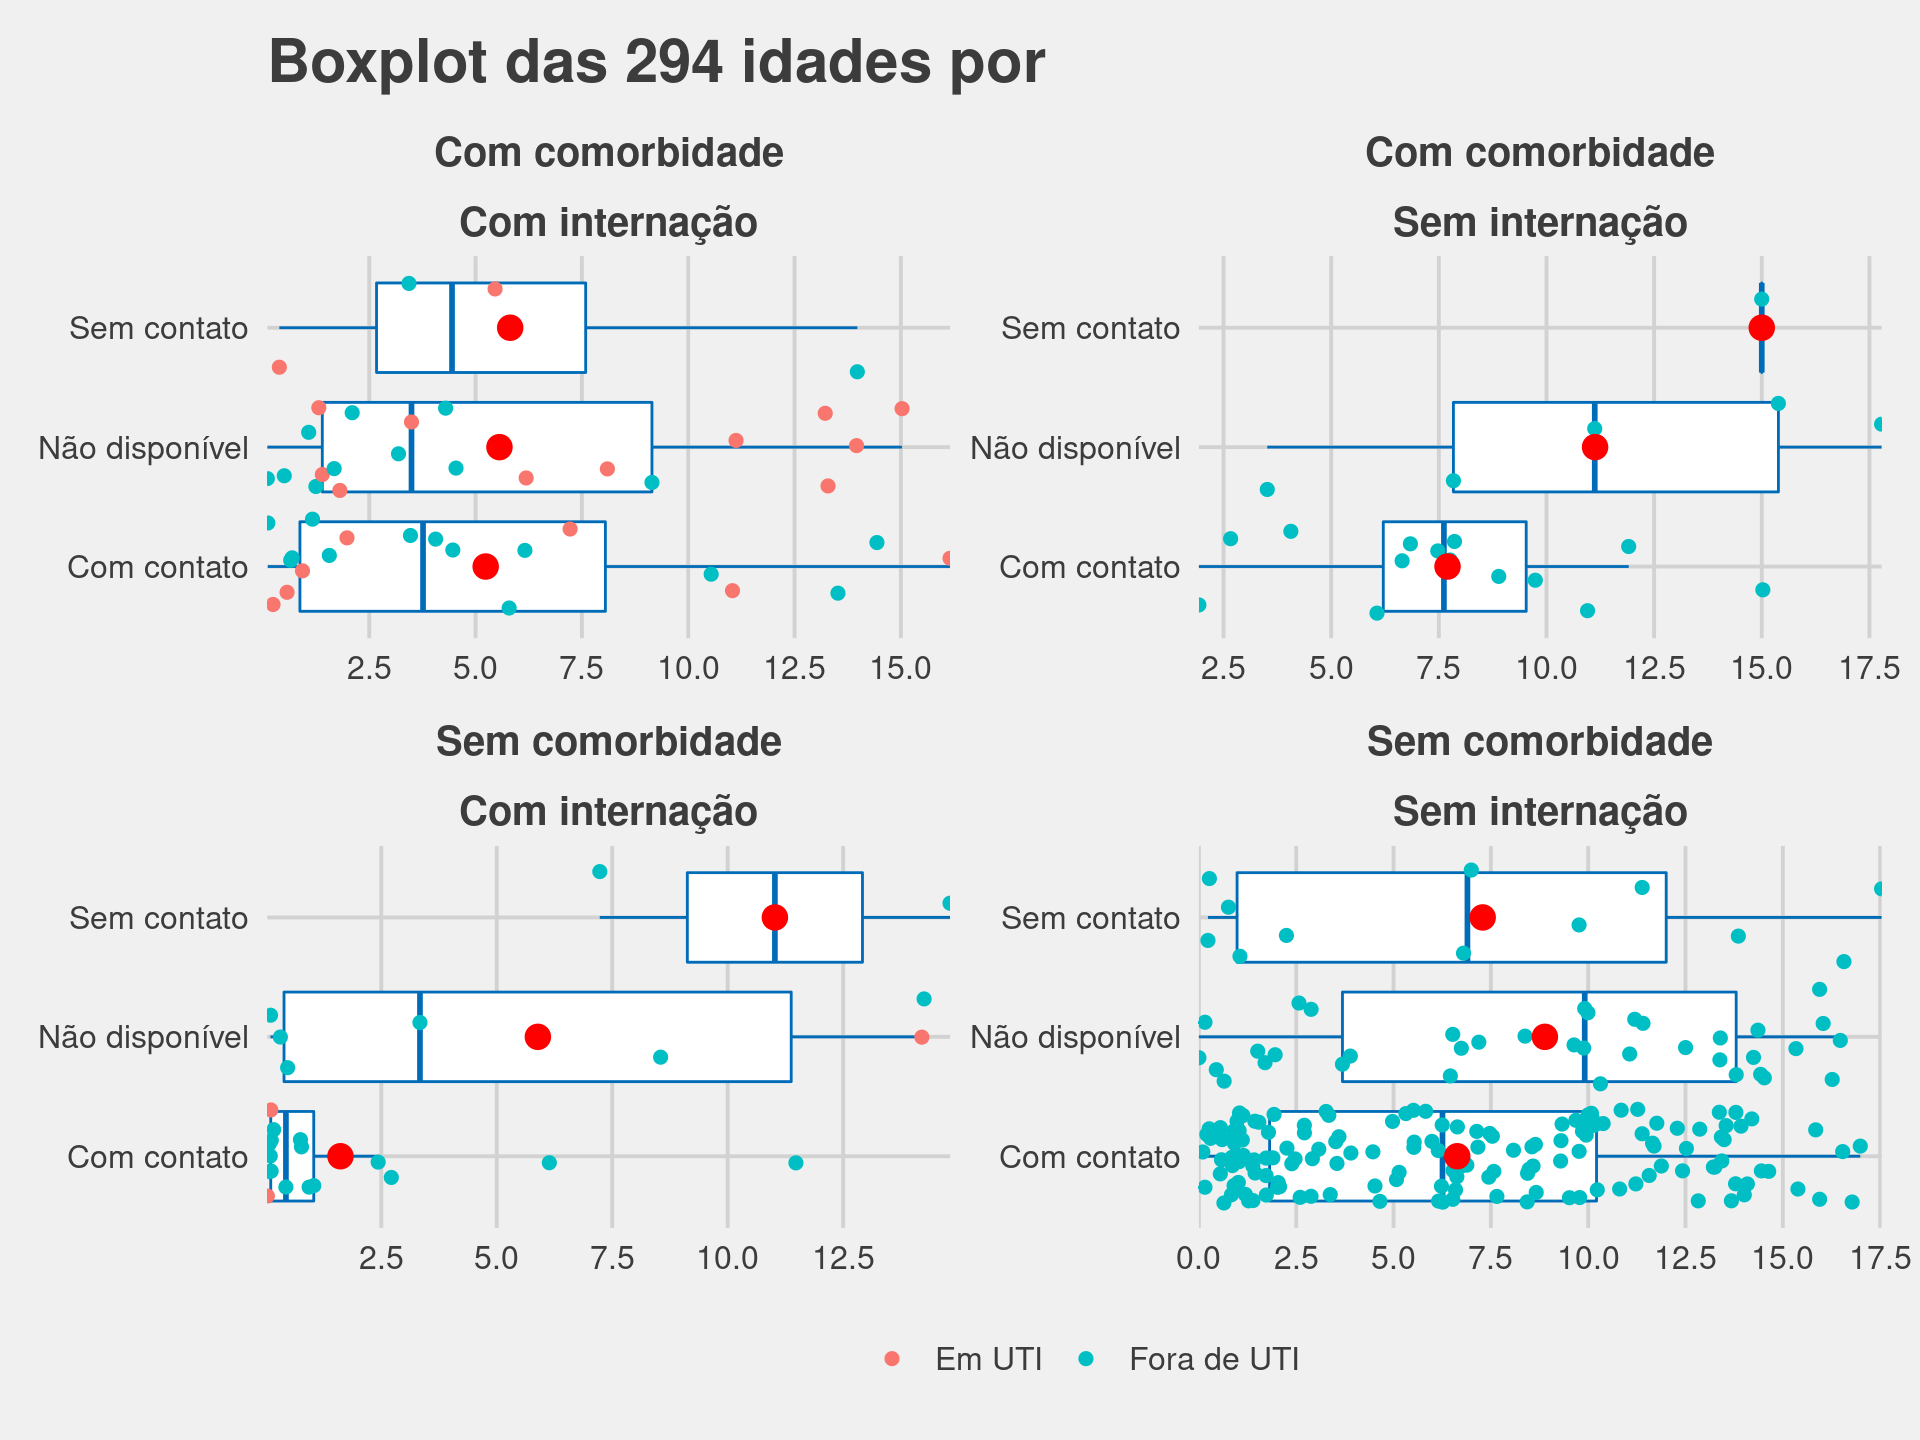 Boxplot das 294 idades por
Com comorbidade
Com internação
Sem contato
Não disponível
Com contato
2.5 5.0 7.5 10.0 12.5 15.0
Com comorbidade
Sem internação
Sem contato
Não disponível
Com contato
2.5 5.0 7.5 10.0 12.5 15.0 17.5
Sem comorbidade
Com internação
Sem contato
Não disponível
Com contato
2.5 5.0 7.5 10.0 12.5
Sem comorbidade
Sem internação
Sem contato
Não disponível
Com contato
0.0 2.5 5.0 7.5 10.0 12.5 15.0 17.5
Em UTI Fora de UTI